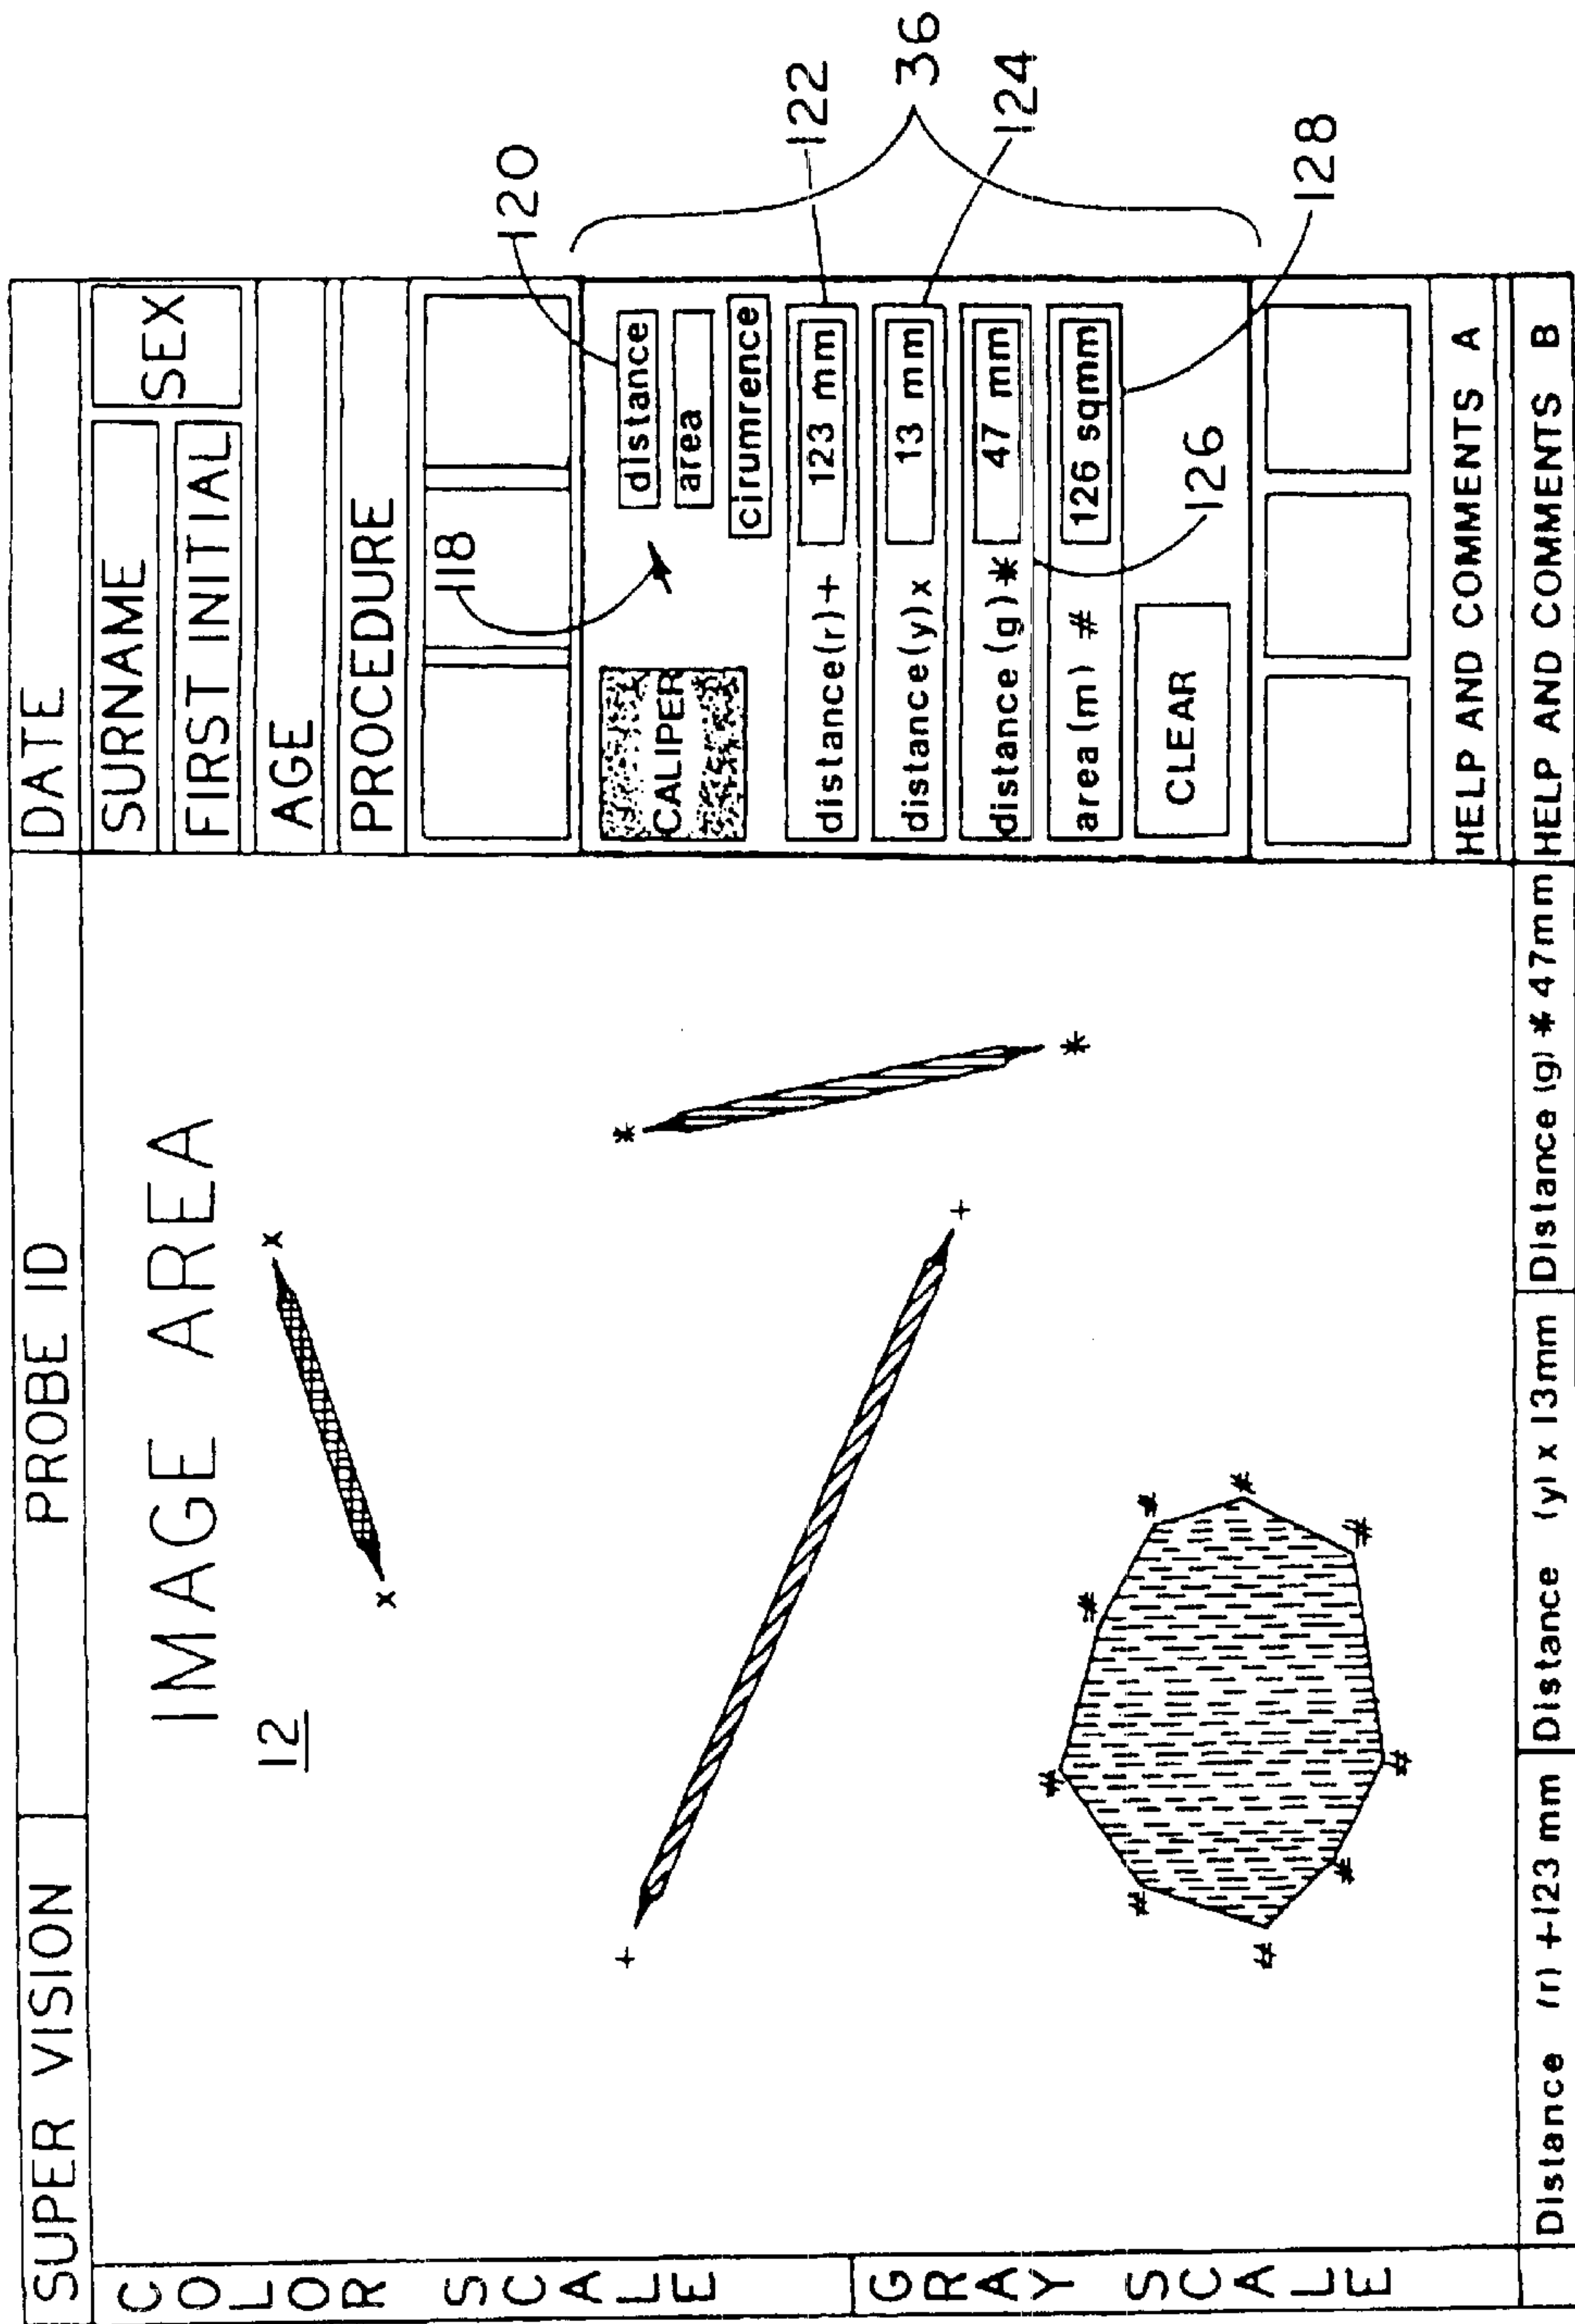 SUPER VISION
PROBE ID
DATE
COLOR SCALE
GRAY SCALE
IMAGE AREA
12
x
x
*
*
+
+
#
#
#
#
#
#
#
#
#
SURNAME
SEX
FIRST INITIAL
AGE
PROCEDURE
118
120
CALIPER
distance
area
cirumrence
distance(r)+ 123 mm
122
distance(y)x 13 mm
36
124
distance (g)* 47 mm
126
area (m) # 126 sqmm
128
CLEAR
HELP AND COMMENTS A
Distance (r) +123 mm
Distance (y) x 13mm
Distance (g) * 47mm
HELP AND COMMENTS B